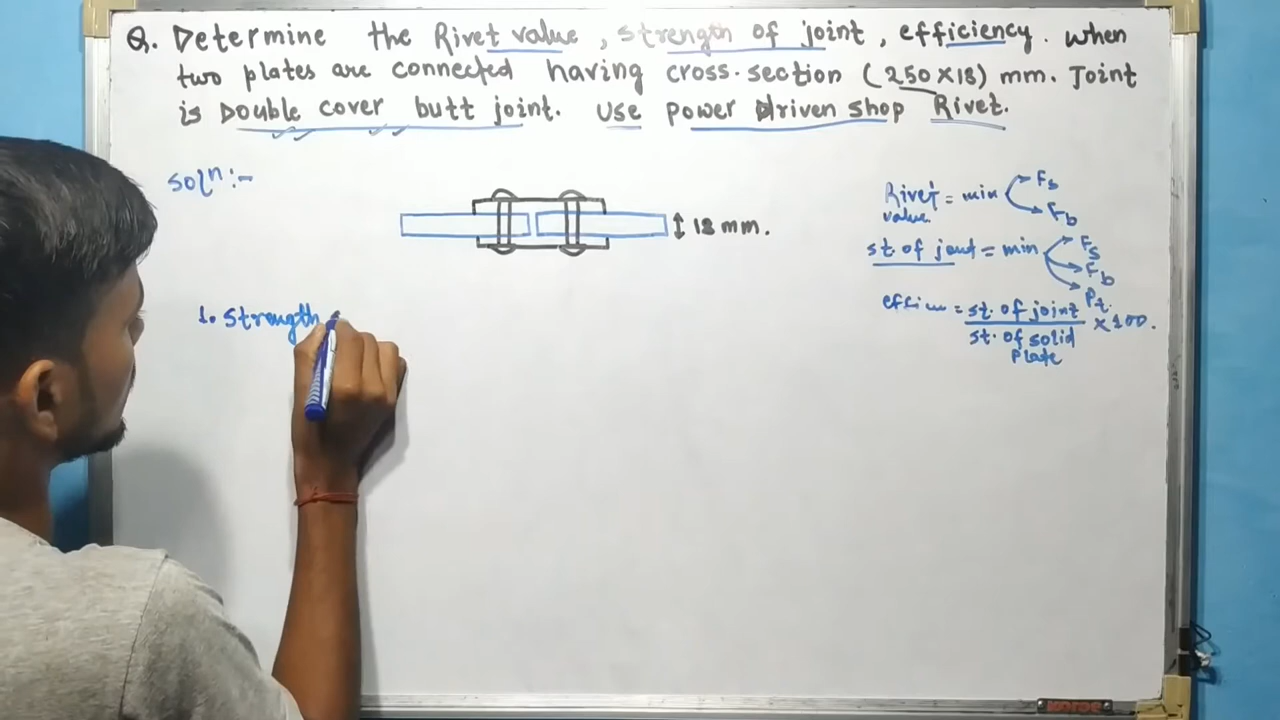 Q. Determine the Rivet value, strength of joint, efficiency. when
two plates are connected having cross-section (250×18) mm. Joint
is Double cover butt joint. Use power Driven shop Rivet.
Solⁿ:-
18 mm.
Rivet value = min Fs Fb
st. of joint = min Fs Fb Pt
efficien = st. of joint / st. of solid plate × 100.
1. Strength